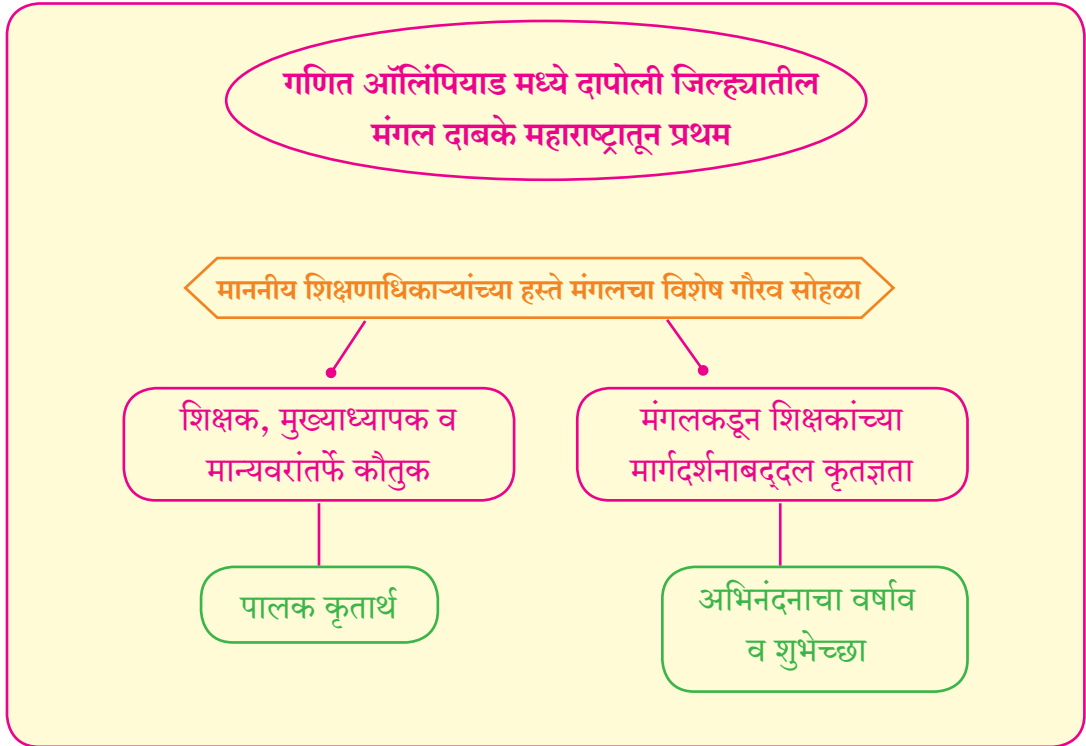 गणित ऑलिंपियाड मध्ये दापोली जिल्ह्यातील
मंगल दाबके महाराष्ट्रातून प्रथम
माननीय शिक्षणाधिकाऱ्यांच्या हस्ते मंगलचा विशेष गौरव सोहळा
शिक्षक, मुख्याध्यापक व
मान्यवरांतर्फे कौतुक
मंगलकडून शिक्षकांच्या
मार्गदर्शनाबद्‌दल कृतज्ञता
पालक कृतार्थ
अभिनंदनाचा वर्षाव
व शुभेच्छा